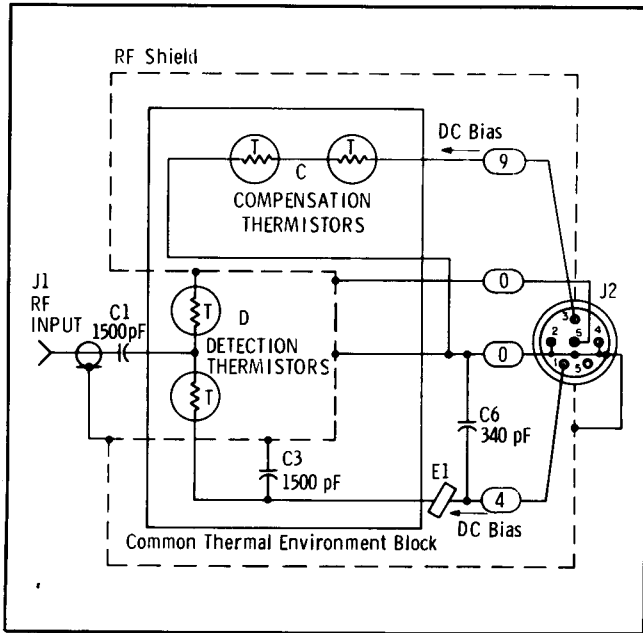 RF Shield
DC Bias
T
T
9
C
COMPENSATION
THERMISTORS
J1
RF
INPUT
C1
1500pF
T
D
DETECTION
THERMISTORS
T
0
0
J2
3
2
4
1
5
C3
1500 pF
C6
340 pF
E1
4
DC Bias
Common Thermal Environment Block